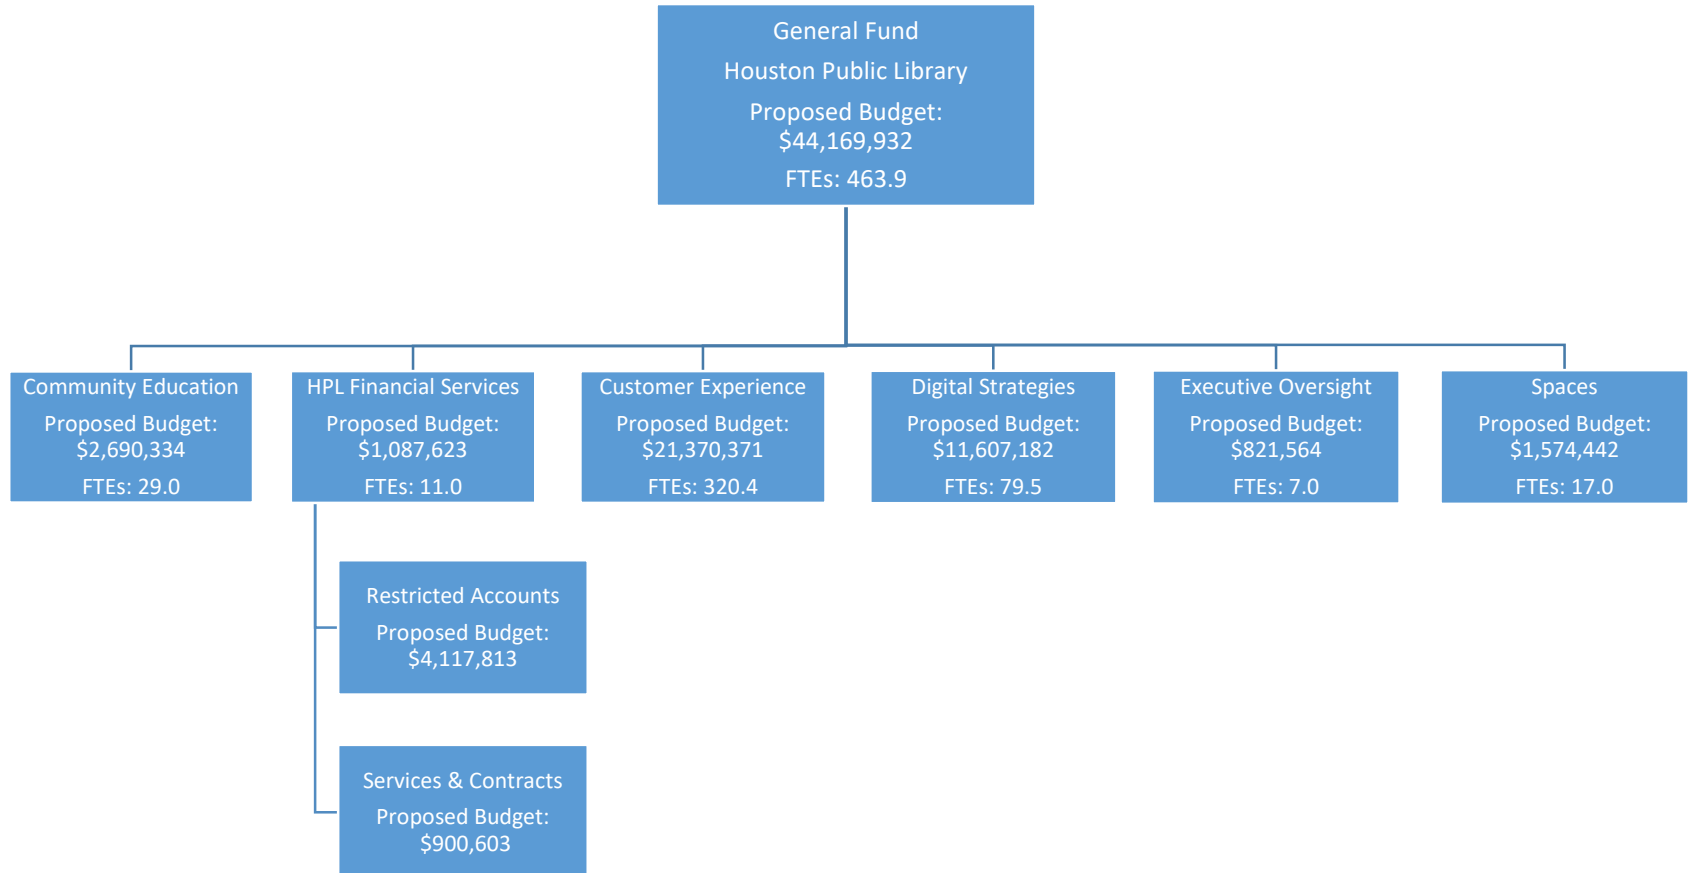 General Fund
Houston Public Library
Proposed Budget:
$44,169,932
FTEs: 463.9
Community Education
Proposed Budget:
$2,690,334
FTEs: 29.0
HPL Financial Services
Proposed Budget:
$1,087,623
FTEs: 11.0
Customer Experience
Proposed Budget:
$21,370,371
FTEs: 320.4
Digital Strategies
Proposed Budget:
$11,607,182
FTEs: 79.5
Executive Oversight
Proposed Budget:
$821,564
FTEs: 7.0
Spaces
Proposed Budget:
$1,574,442
FTEs: 17.0
Restricted Accounts
Proposed Budget:
$4,117,813
Services & Contracts
Proposed Budget:
$900,603